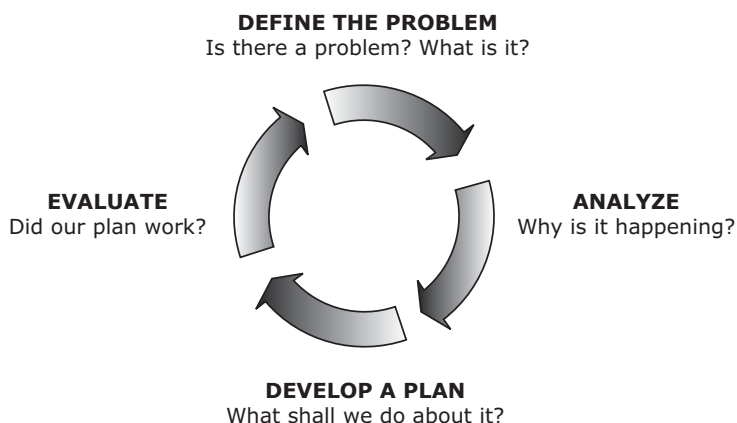 DEFINE THE PROBLEM
Is there a problem? What is it?
EVALUATE
Did our plan work?
ANALYZE
Why is it happening?
DEVELOP A PLAN
What shall we do about it?